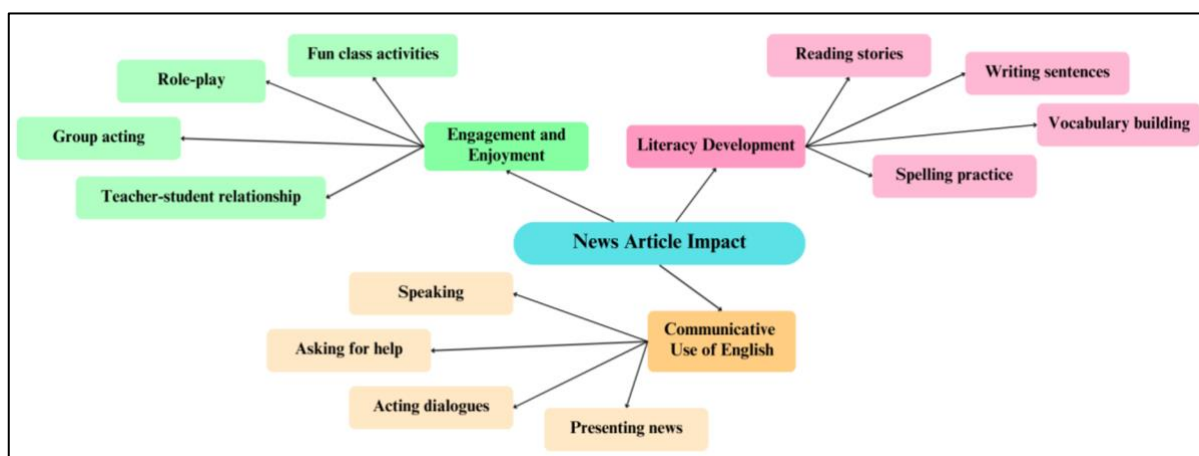 Fun class activities
Role-play
Group acting
Teacher-student relationship
Engagement and
Enjoyment
Reading stories
Writing sentences
Vocabulary building
Spelling practice
Literacy Development
News Article Impact
Speaking
Asking for help
Acting dialogues
Presenting news
Communicative
Use of English